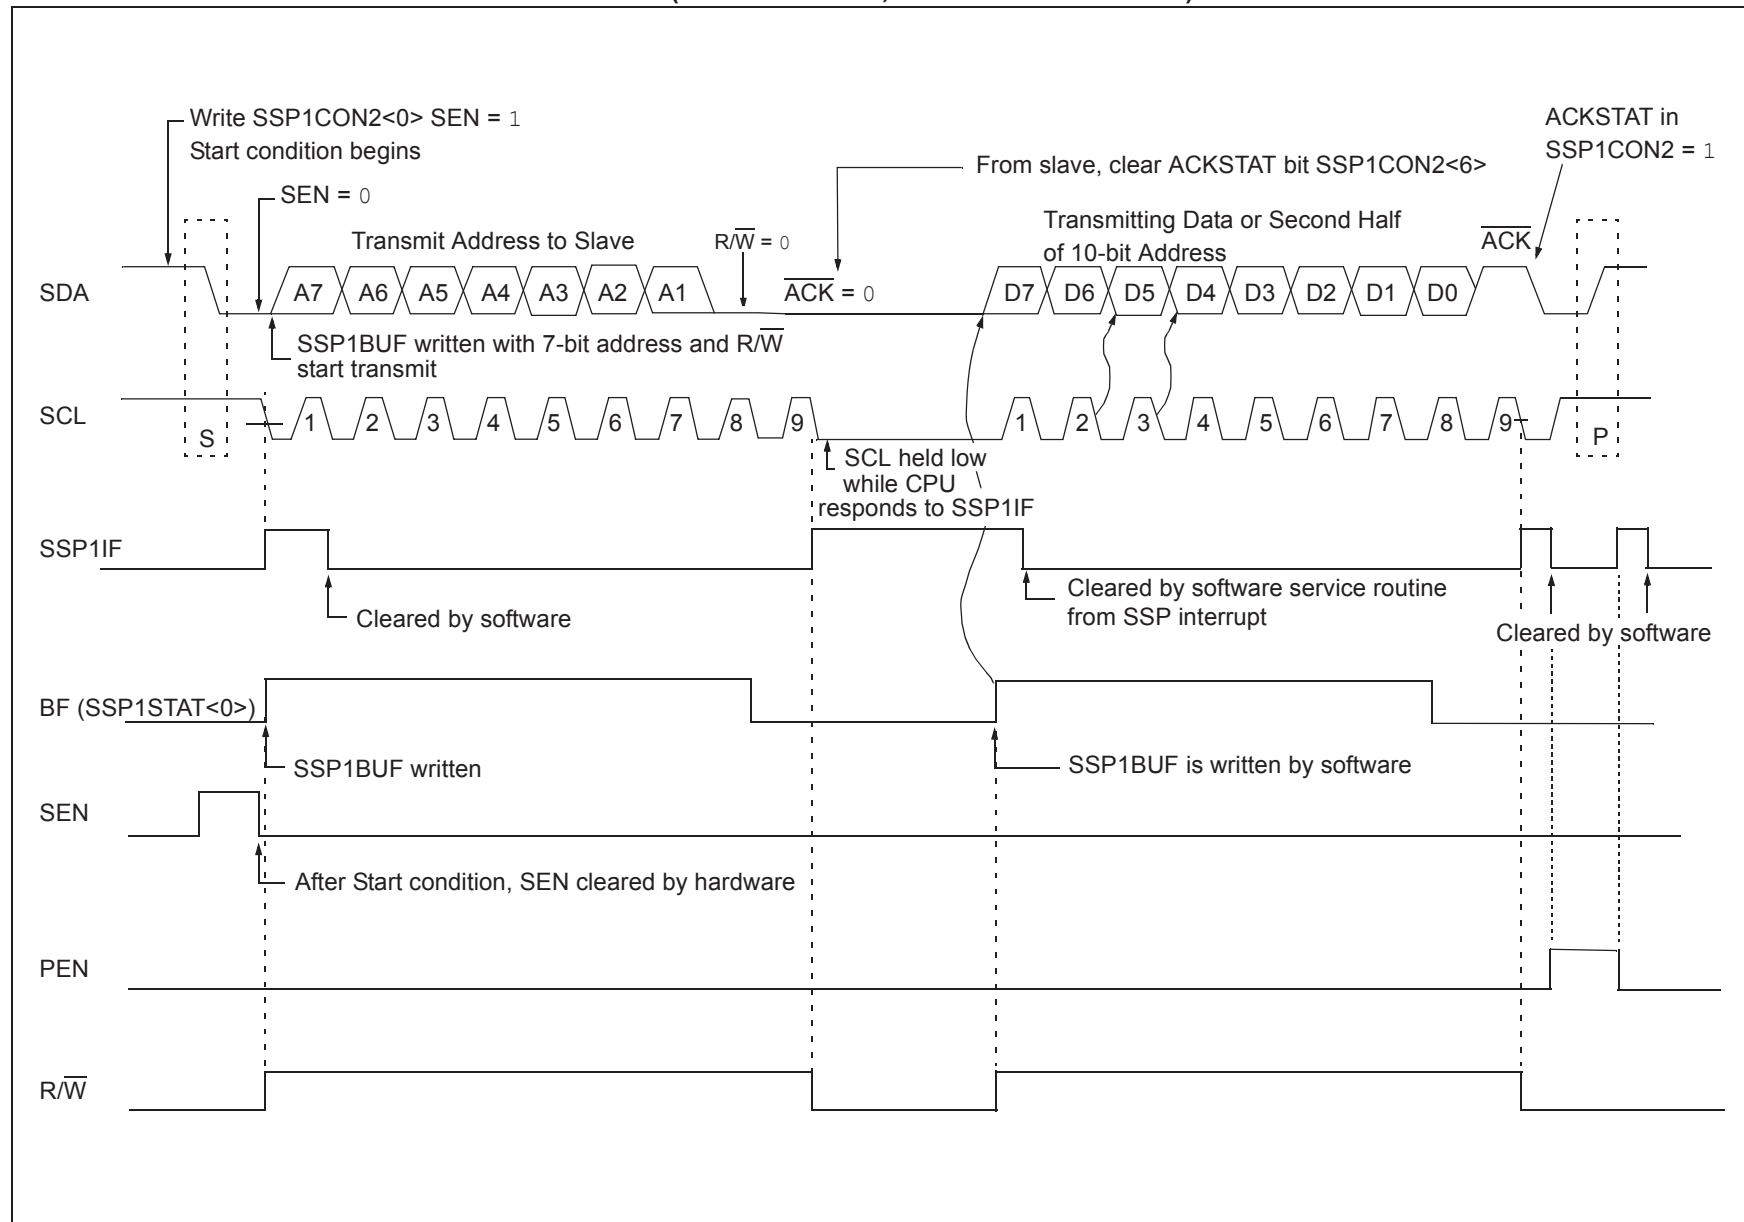 Write SSP1CON2<0> SEN = 1
Start condition begins
ACKSTAT in
SSP1CON2 = 1
From slave, clear ACKSTAT bit SSP1CON2<6>
SEN = 0
Transmitting Data or Second Half
of 10-bit Address
Transmit Address to Slave
R/W̅ = 0
A̅C̅K̅
SDA
A7 A6 A5 A4 A3 A2 A1
A̅C̅K̅ = 0
D7 D6 D5 D4 D3 D2 D1 D0
SSP1BUF written with 7-bit address and R/W̅
start transmit
SCL
S
1 2 3 4 5 6 7 8 9
1 2 3 4 5 6 7 8 9
P
SCL held low
while CPU
responds to SSP1IF
SSP1IF
Cleared by software
Cleared by software service routine
from SSP interrupt
Cleared by software
BF (SSP1STAT<0>)
SSP1BUF written
SSP1BUF is written by software
SEN
After Start condition, SEN cleared by hardware
PEN
R/W̅